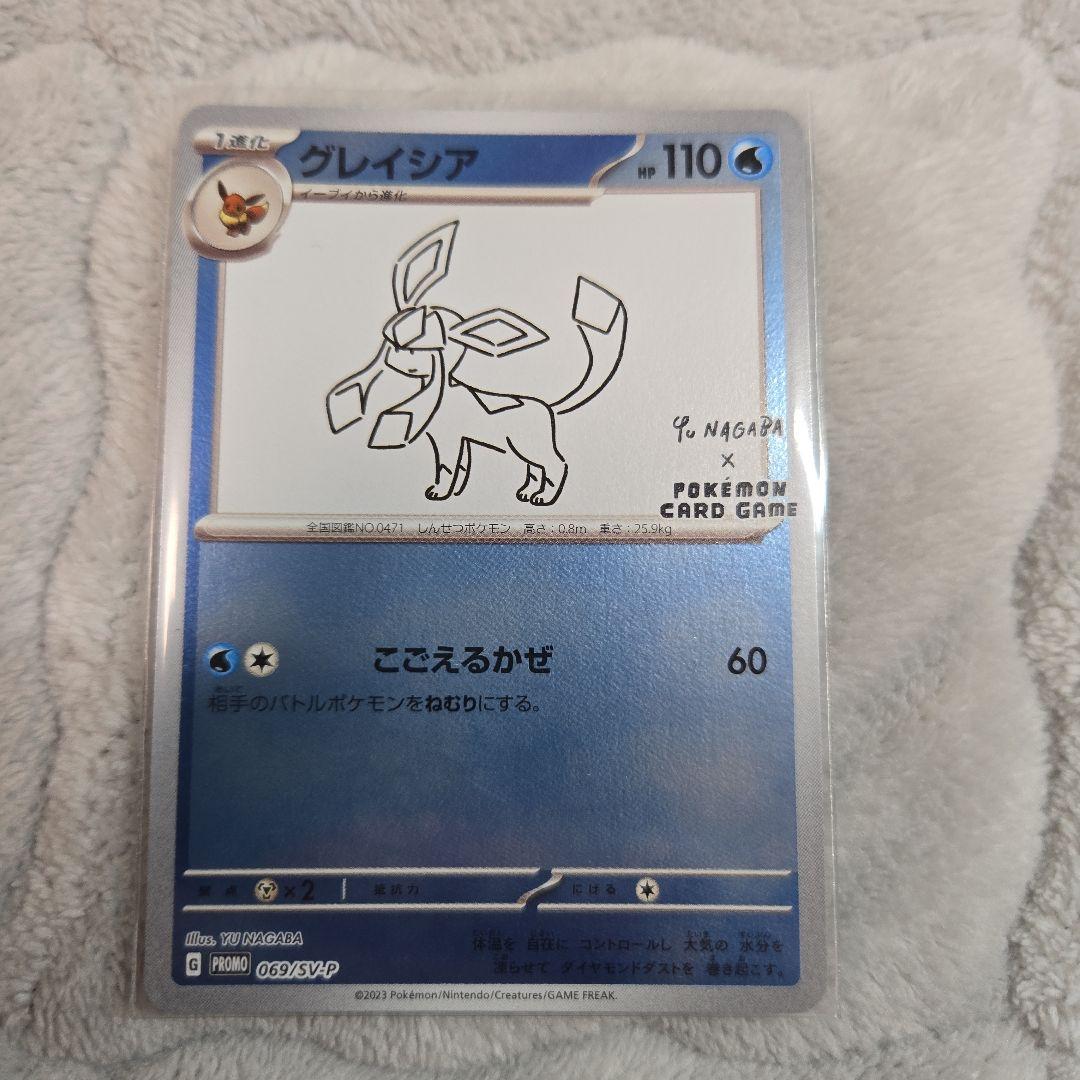 1進化
グレイシア
HP 110
イーブイから進化
Yu NAGABA
×
POKÉMON
CARD GAME
全国図鑑NO.0471 しんせつポケモン 高さ:0.8m 重さ:25.9kg
こごえるかぜ 60
相手のバトルポケモンをねむりにする。
弱点 ×2 抵抗力 にげる
Illus. YU NAGABA
G PROMO 069/SV-P
体温を 自在に コントロールし 大気の 水分を
凍らせて ダイヤモンドダストを 巻き起こす。
©2023 Pokémon/Nintendo/Creatures/GAME FREAK.